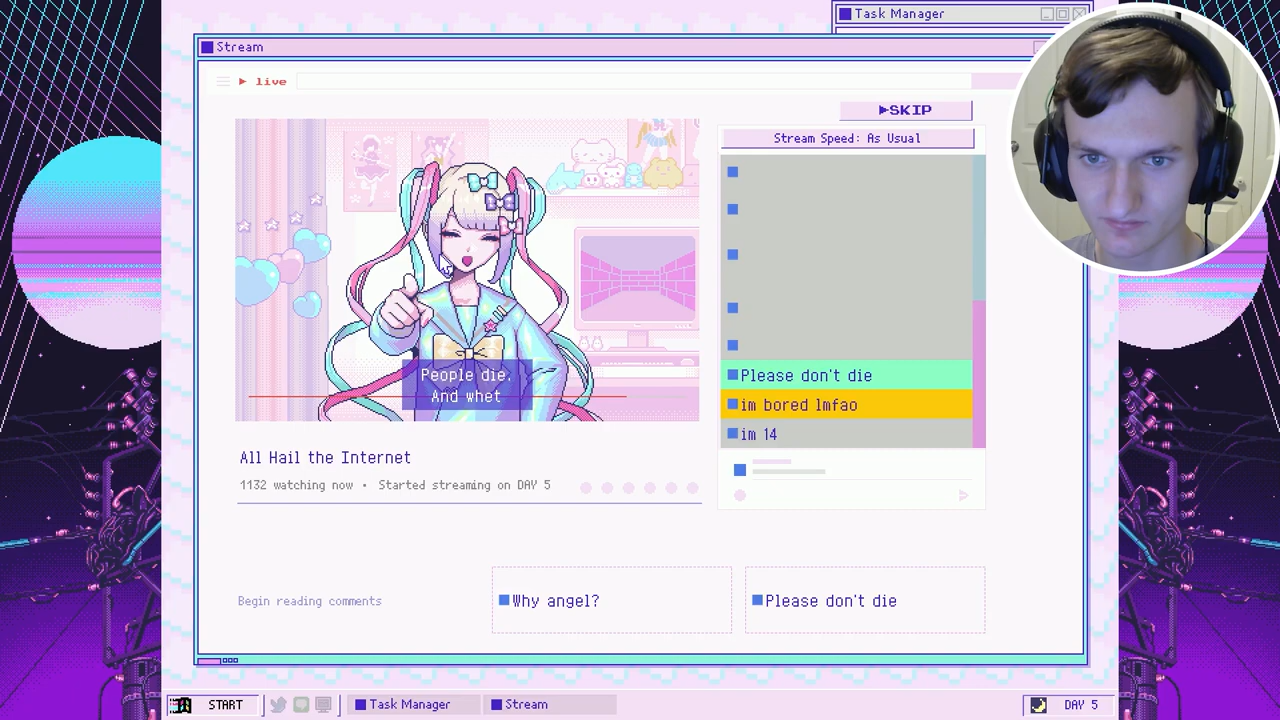 Task Manager
Stream
live
▶SKIP
Stream Speed: As Usual
People die.
And whet
Please don't die
im bored lmfao
im 14
All Hail the Internet
1132 watching now • Started streaming on DAY 5
Begin reading comments
Why angel?
Please don't die
START
Task Manager
Stream
DAY 5